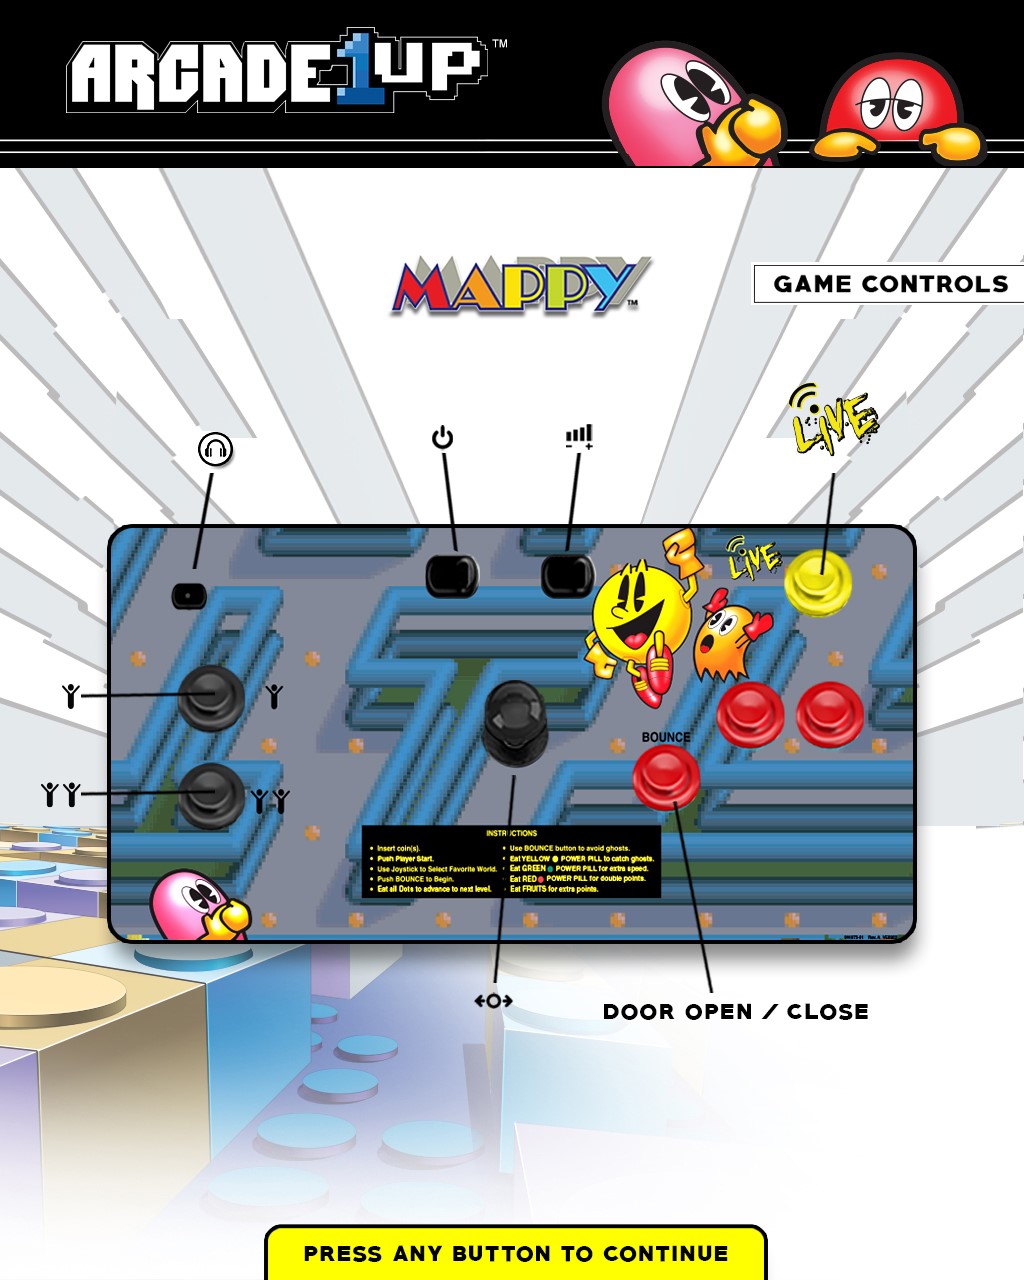 ARCADE1UP™
MAPPY™
GAME CONTROLS
LIVE
LIVE
BOUNCE
INSTRUCTIONS
• Insert coin(s).
• Push Player Start.
• Use Joystick to Select Favorite World.
• Push BOUNCE to Begin.
• Eat all Dots to advance to next level.
• Use BOUNCE button to avoid ghosts.
• Eat YELLOW POWER PILL to catch ghosts.
• Eat GREEN POWER PILL for extra speed.
• Eat RED POWER PILL for double points.
• Eat FRUITS for extra points.
DOOR OPEN / CLOSE
PRESS ANY BUTTON TO CONTINUE